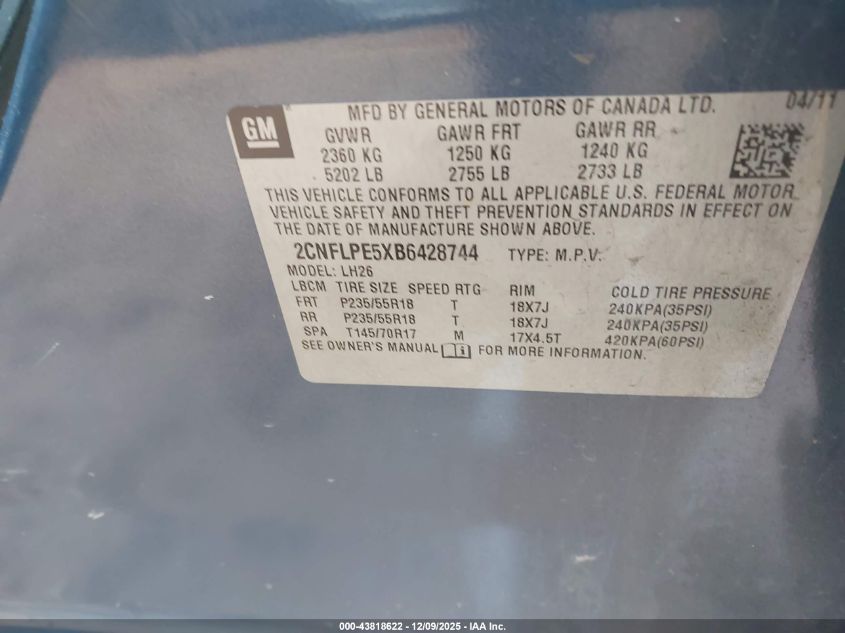 GM
MFD BY GENERAL MOTORS OF CANADA LTD. 04/11
GVWR GAWR FRT GAWR RR
2360 KG 1250 KG 1240 KG
5202 LB 2755 LB 2733 LB
THIS VEHICLE CONFORMS TO ALL APPLICABLE U.S. FEDERAL MOTOR
VEHICLE SAFETY AND THEFT PREVENTION STANDARDS IN EFFECT ON
THE DATE OF MANUFACTURE SHOWN ABOVE.
2CNFLPE5XB6428744 TYPE: M.P.V.
MODEL: LH26
LBCM TIRE SIZE SPEED RTG RIM COLD TIRE PRESSURE
FRT P235/55R18 T 18X7J 240KPA(35PSI)
RR P235/55R18 T 18X7J 240KPA(35PSI)
SPA T145/70R17 M 17X4.5T 420KPA(60PSI)
SEE OWNER'S MANUAL FOR MORE INFORMATION.
000-43818622 - 12/09/2025 - IAA Inc.